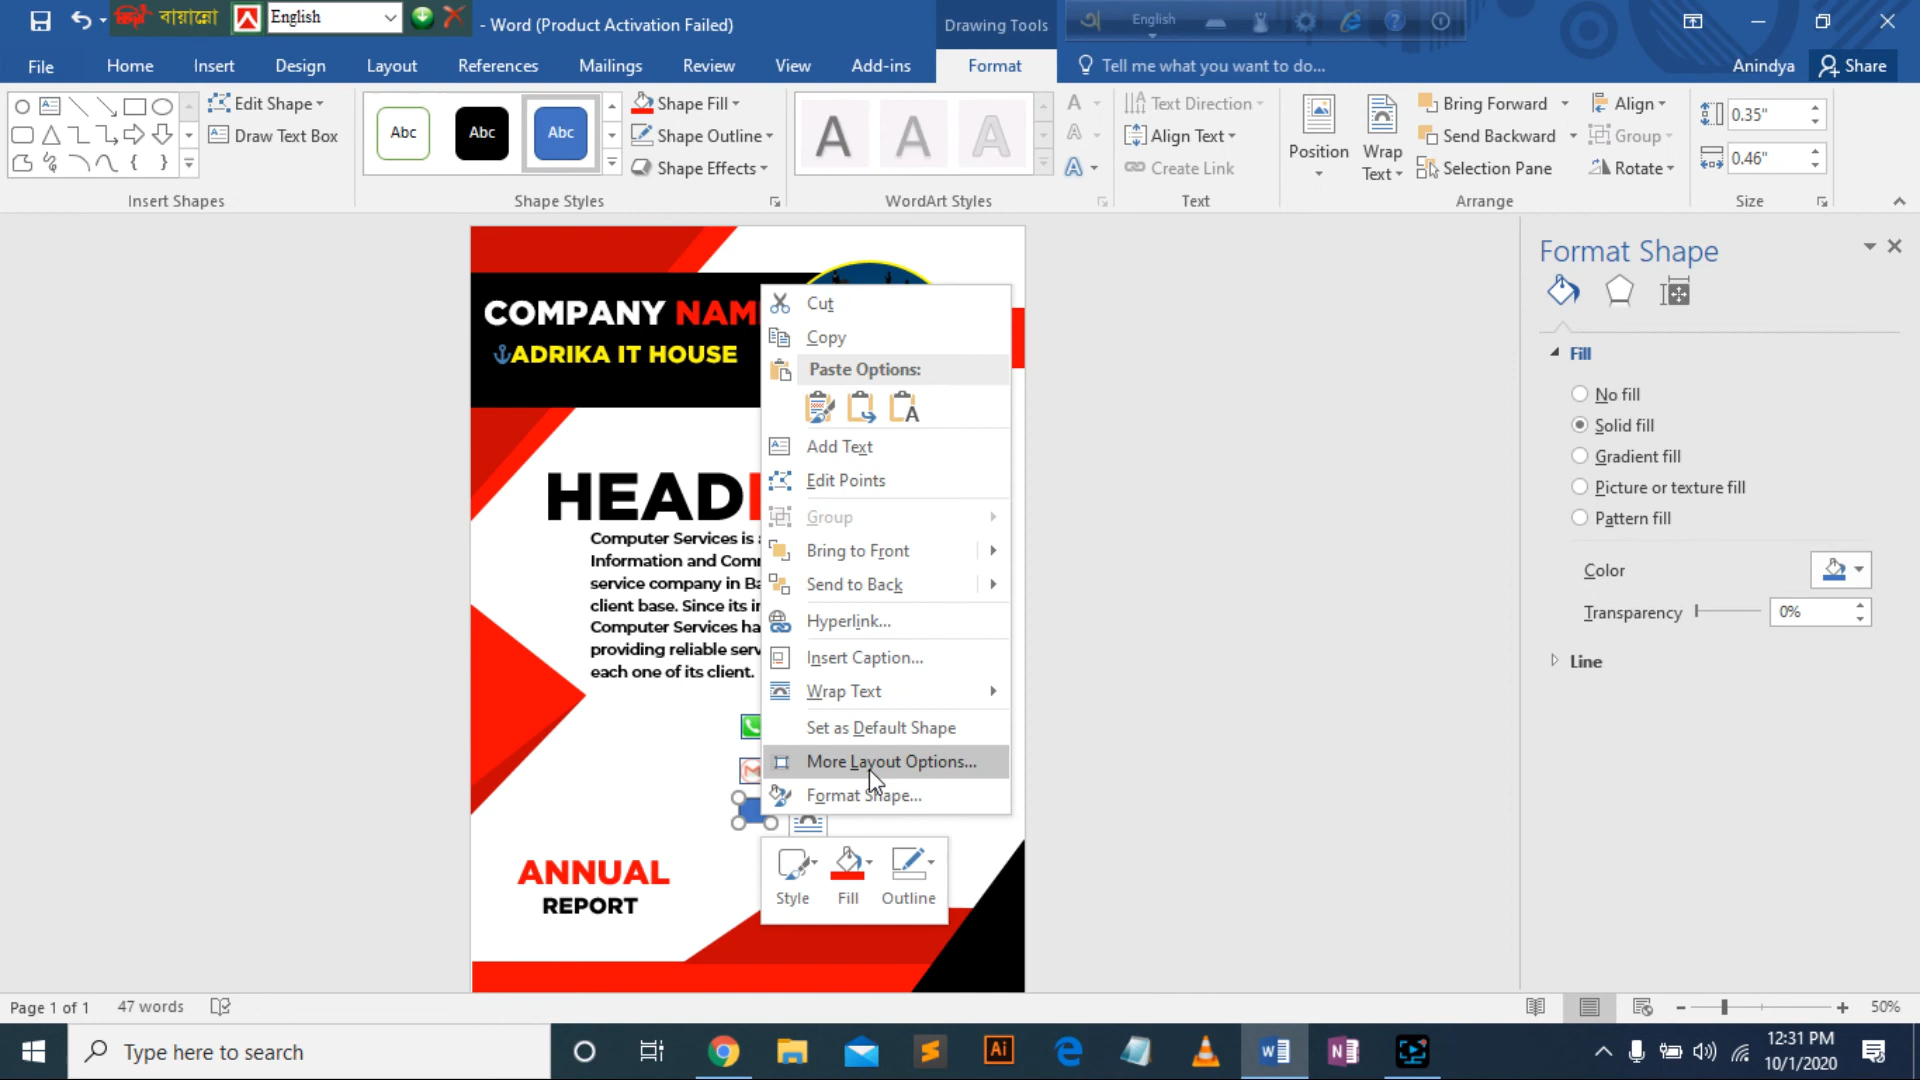 বায়ান্নো English - Word (Product Activation Failed) Drawing Tools English
File Home Insert Design Layout References Mailings Review View Add-ins Format Tell me what you want to do... Anindya Share
Edit Shape
Draw Text Box
Insert Shapes
Abc Abc Abc
Shape Fill
Shape Outline
Shape Effects
Shape Styles
A A A
WordArt Styles
Text Direction
Align Text
Create Link
Text
Position
Wrap Text
Bring Forward
Send Backward
Selection Pane
Align
Group
Rotate
Arrange
0.35"
0.46"
Size
COMPANY NAM
ADRIKA IT HOUSE
HEAD
Computer Services is
Information and Com
service company in Ba
client base. Since its
Computer Services ha
providing reliable serv
each one of its client.
ANNUAL
REPORT
Cut
Copy
Paste Options:
Add Text
Edit Points
Group
Bring to Front
Send to Back
Hyperlink...
Insert Caption...
Wrap Text
Set as Default Shape
More Layout Options...
Format Shape...
Style Fill Outline
Format Shape
Fill
No fill
Solid fill
Gradient fill
Picture or texture fill
Pattern fill
Color
Transparency 0%
Line
Page 1 of 1 47 words 50%
Type here to search
12:31 PM
10/1/2020